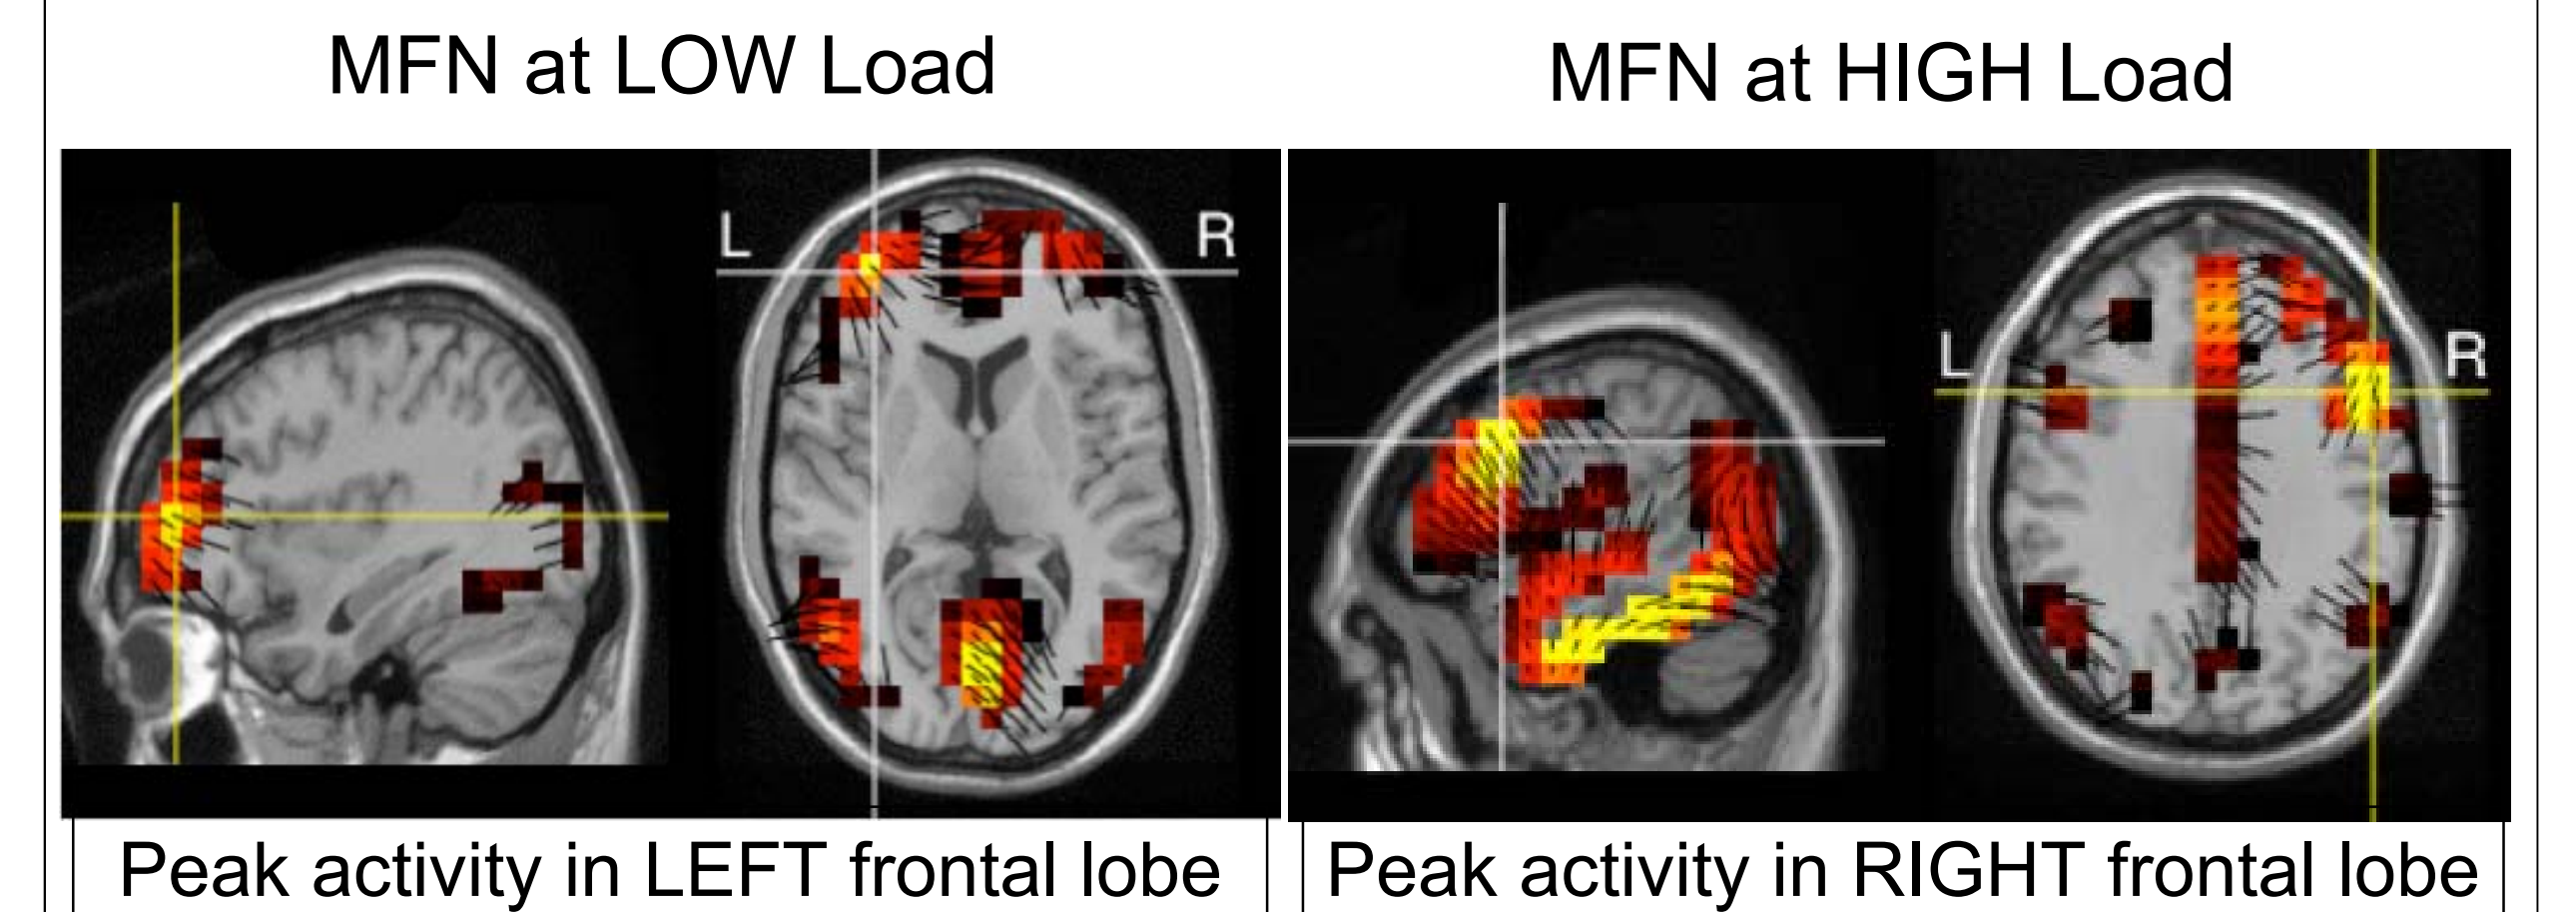 MFN at LOW Load
MFN at HIGH Load
L
R
L
R
Peak activity in LEFT frontal lobe
Peak activity in RIGHT frontal lobe